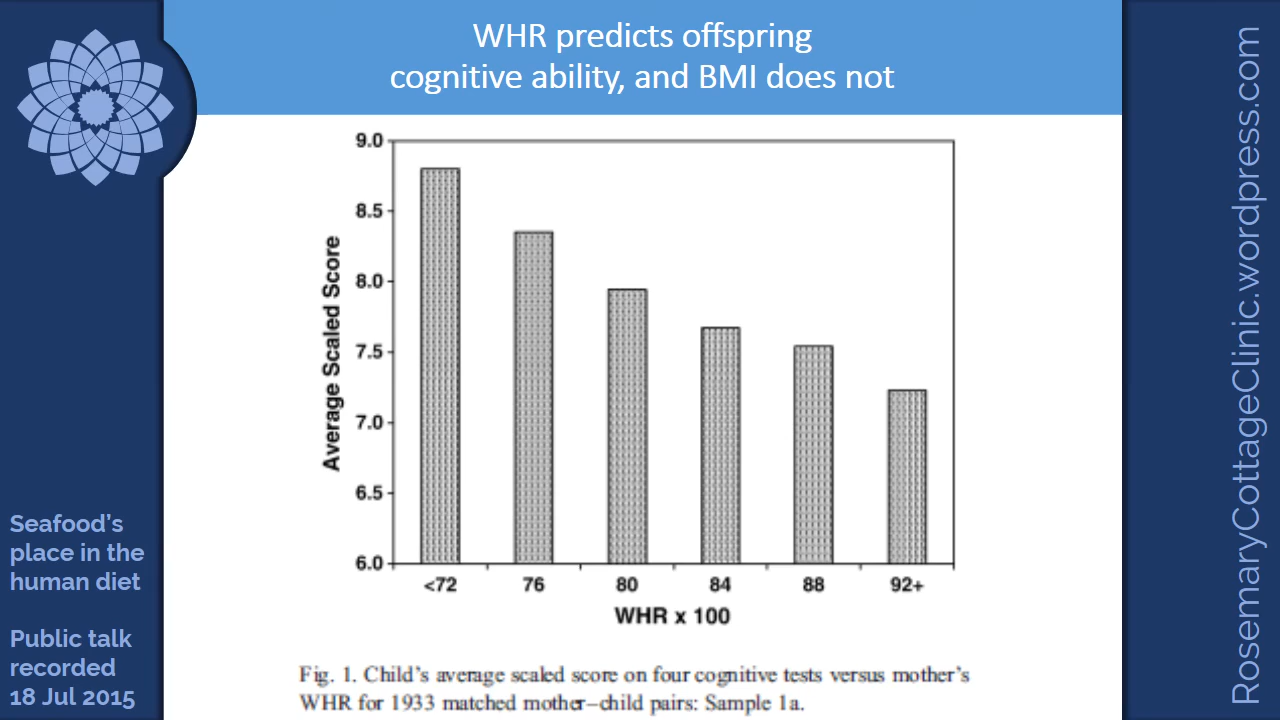 WHR predicts offspring
cognitive ability, and BMI does not
9.0
8.5
8.0
7.5
7.0
6.5
6.0
Average Scaled Score
<72 76 80 84 88 92+
WHR x 100
Fig. 1. Child's average scaled score on four cognitive tests versus mother's
WHR for 1933 matched mother–child pairs: Sample 1a.
Seafood's
place in the
human diet
Public talk
recorded
18 Jul 2015
RosemaryCottageClinic.wordpress.com